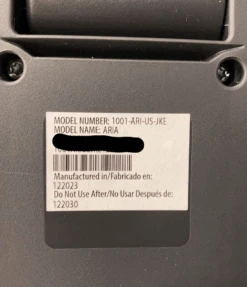 MODEL NUMBER: 1001-ARI-US-JKE
MODEL NAME: ARIA
Manufactured in/Fabricado en:
122023
Do Not Use After/No Usar Después de:
122030